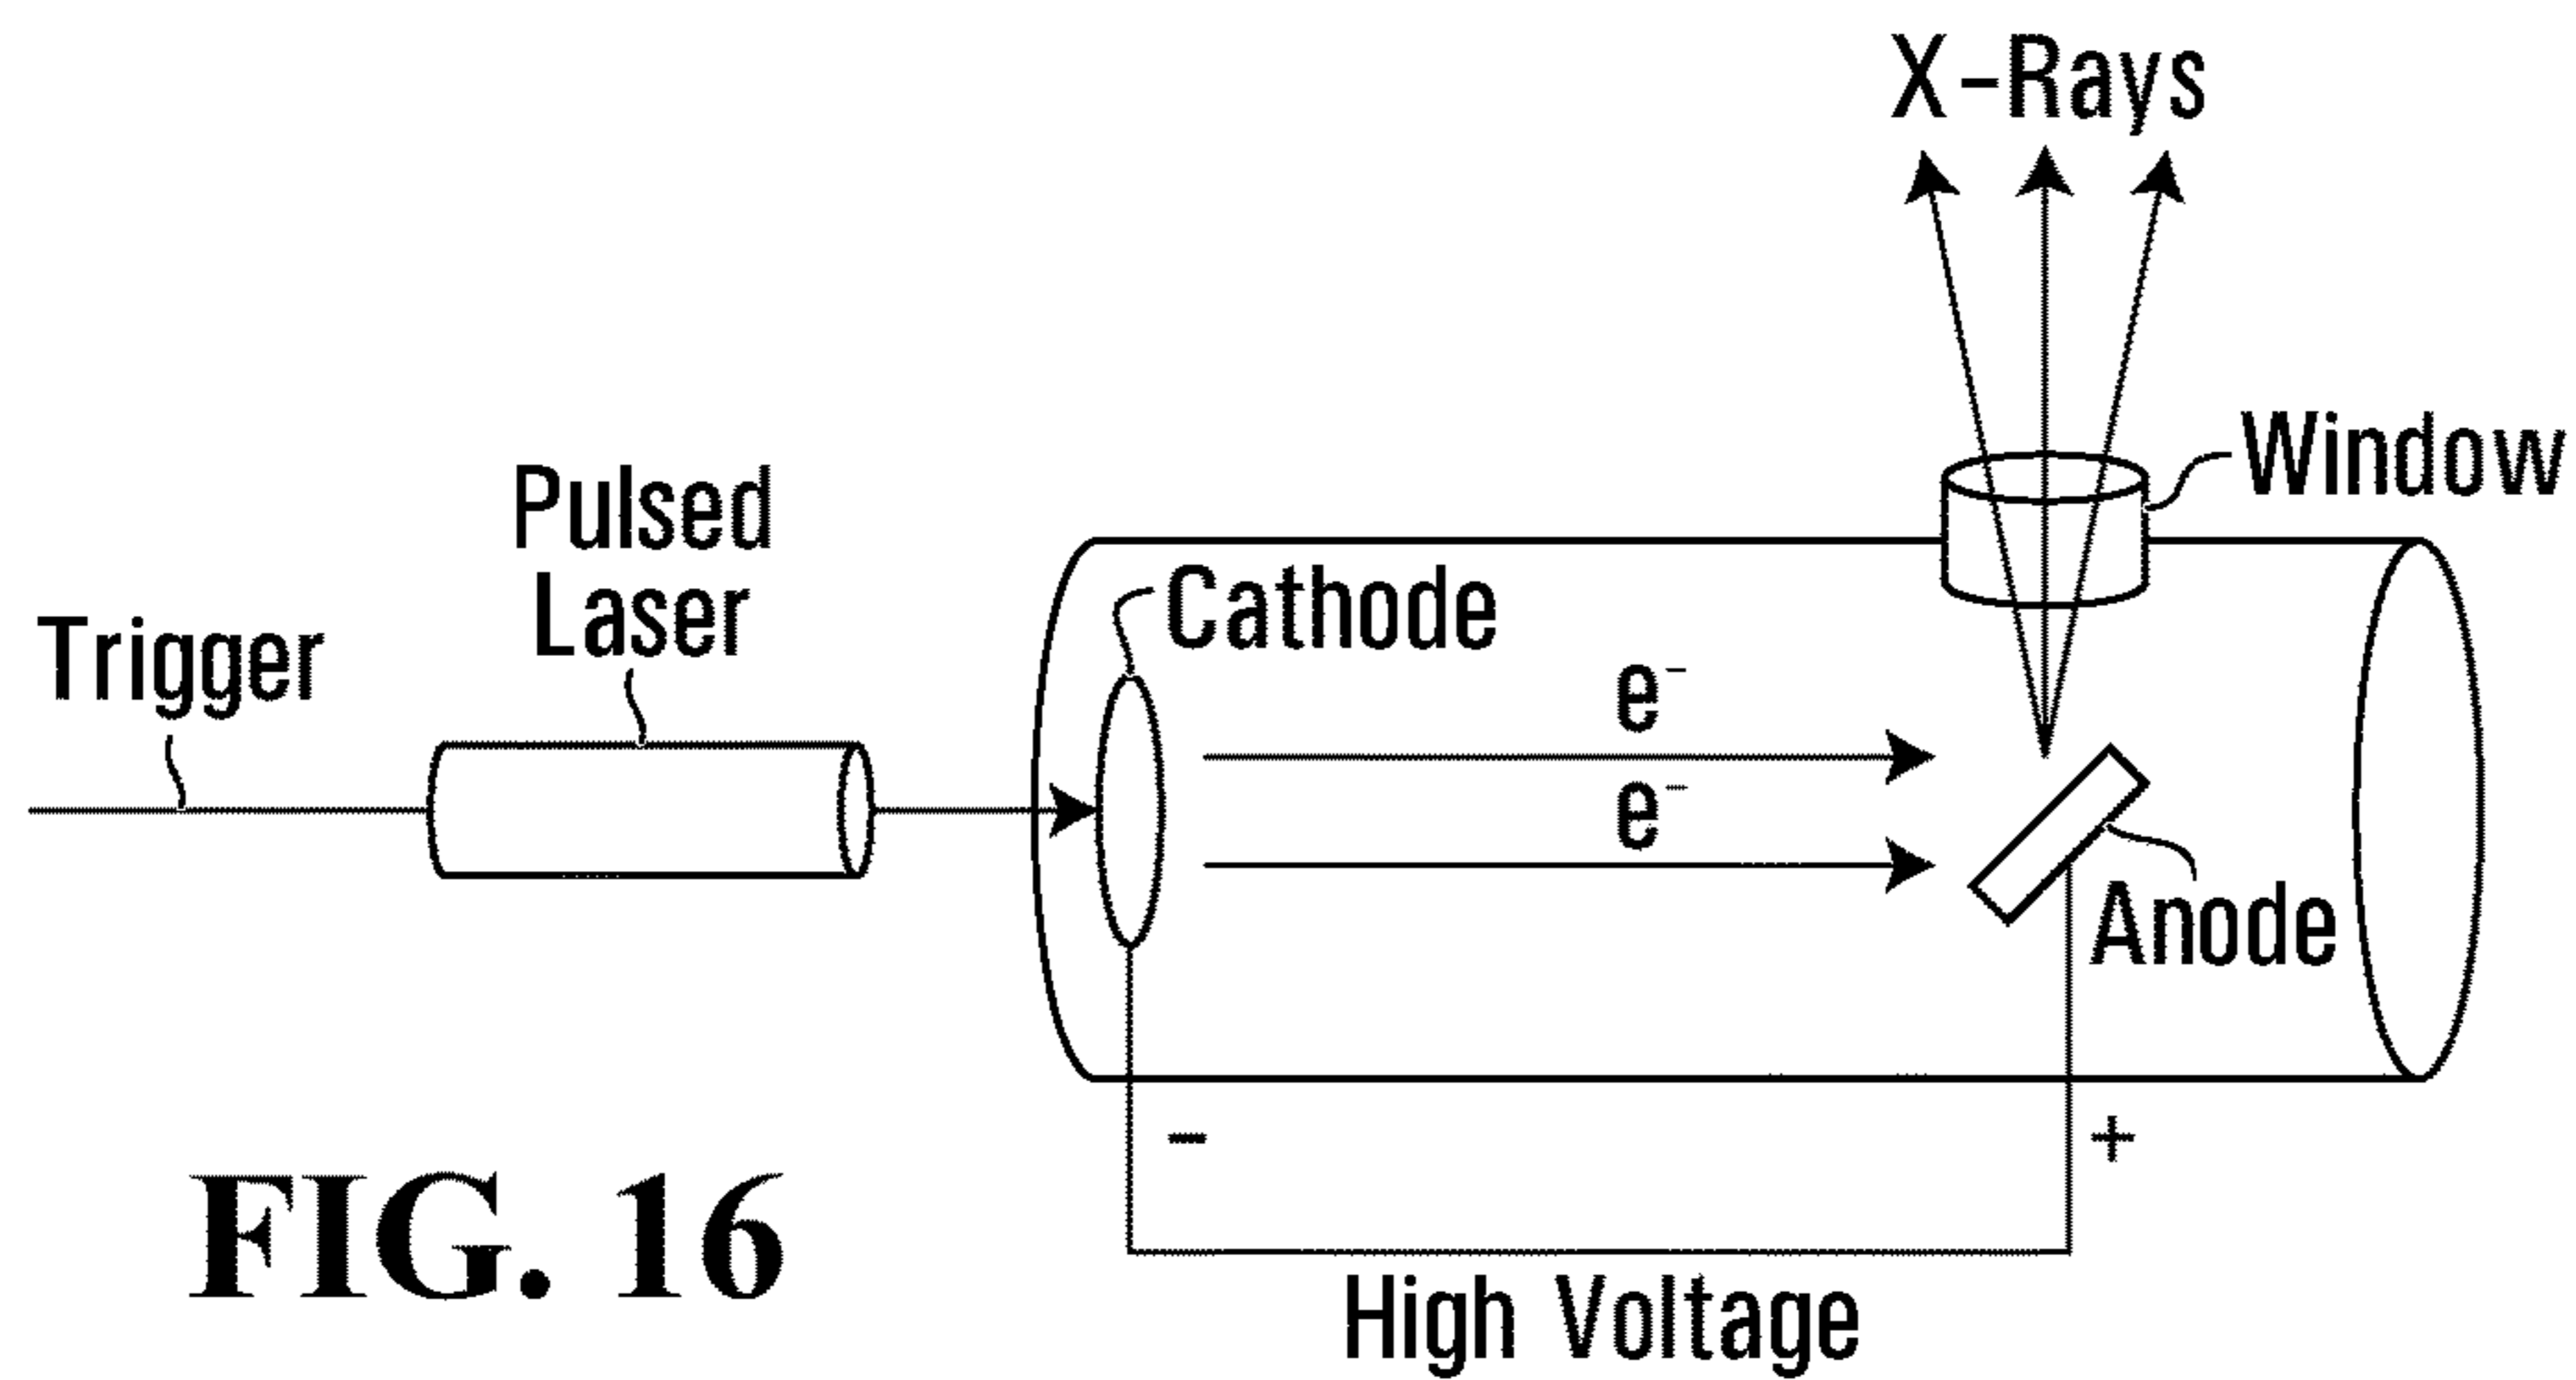 X-Rays
Window
Pulsed
Laser
Cathode
Trigger
e⁻
e⁻
Anode
− +
High Voltage
FIG. 16